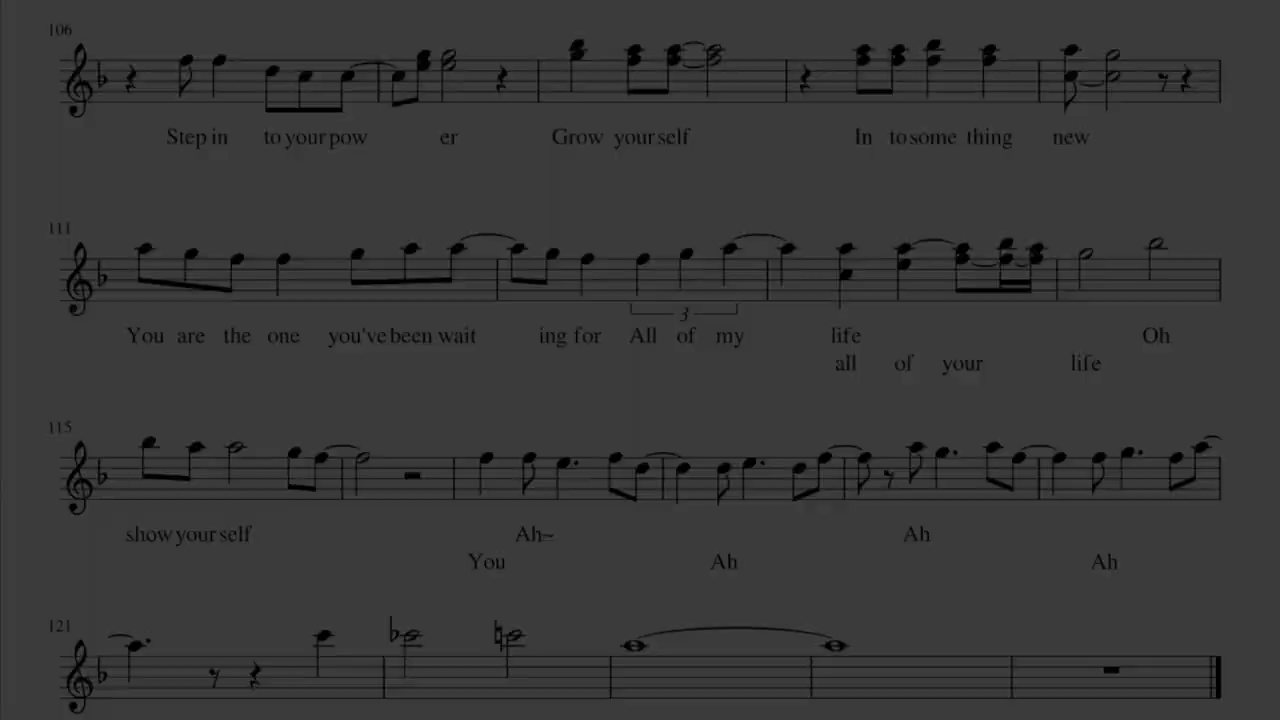 106
Step in to your pow er Grow your self In to some thing new
111
You are the one you've been wait ing for All of my life Oh
all of your life
3
115
show your self Ah~ Ah
You Ah Ah
121